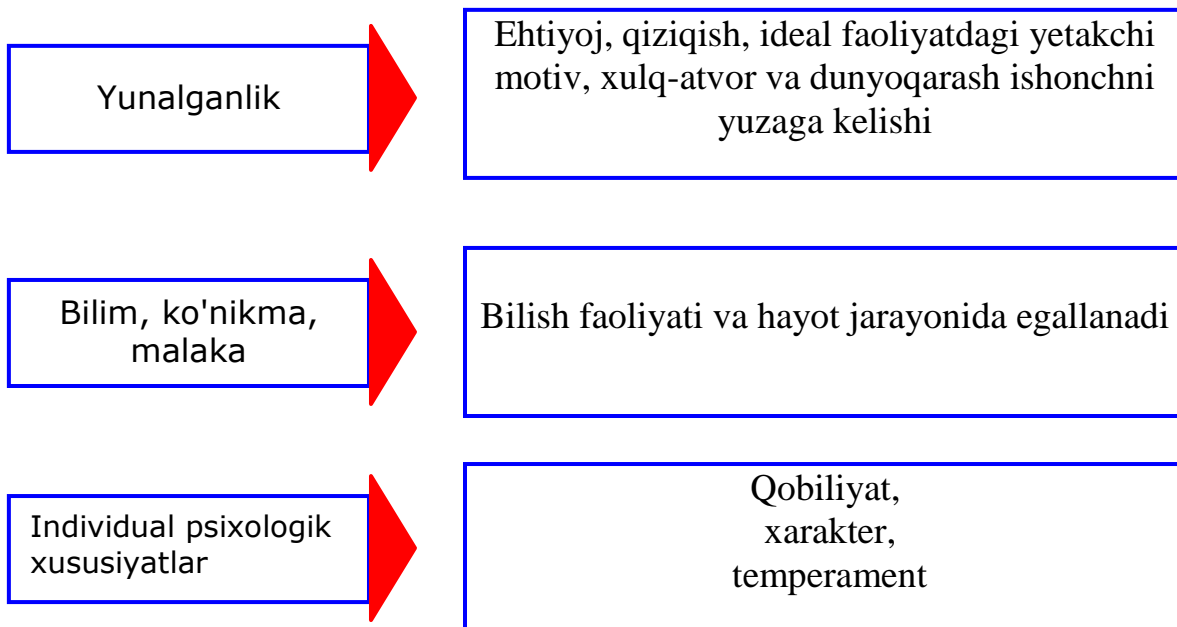 Yunalganlik
Ehtiyoj, qiziqish, ideal faoliyatdagi yetakchi
motiv, xulq-atvor va dunyoqarash ishonchni
yuzaga kelishi
Bilim, ko'nikma,
malaka
Bilish faoliyati va hayot jarayonida egallanadi
Individual psixologik
xususiyatlar
Qobiliyat,
xarakter,
temperament